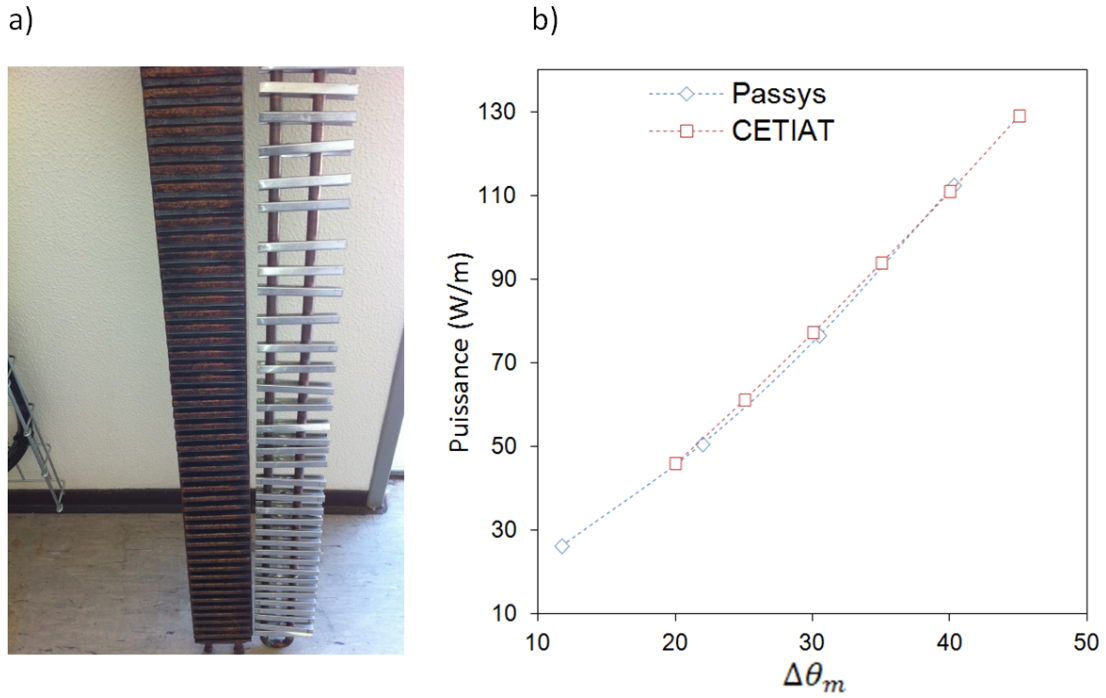 a)
b)
Passys
CETIAT
130
110
90
70
50
30
10
Puissance (W/m)
10 20 30 40 50
Δθm